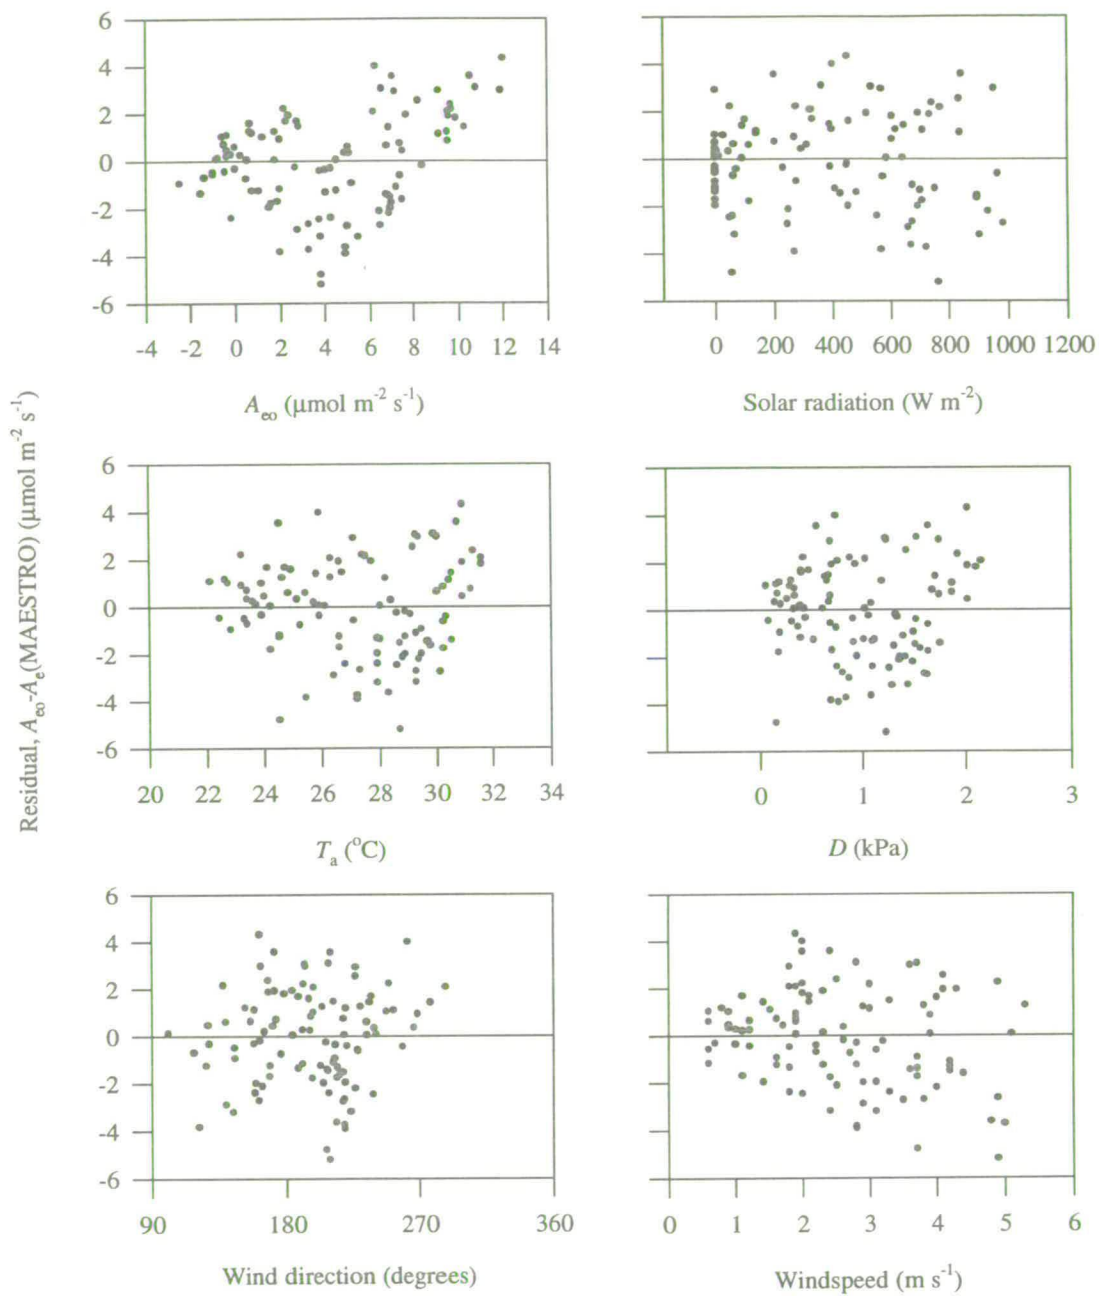 6
4
2
0
-2
-4
-6
-4 -2 0 2 4 6 8 10 12 14
0 200 400 600 800 1000 1200
A_eo (μmol m⁻² s⁻¹)
Solar radiation (W m⁻²)
Residual, A_eo-A_e(MAESTRO) (μmol m⁻² s⁻¹)
6
4
2
0
-2
-4
-6
20 22 24 26 28 30 32 34
0 1 2 3
T_a (°C)
D (kPa)
6
4
2
0
-2
-4
-6
90 180 270 360
0 1 2 3 4 5 6
Wind direction (degrees)
Windspeed (m s⁻¹)